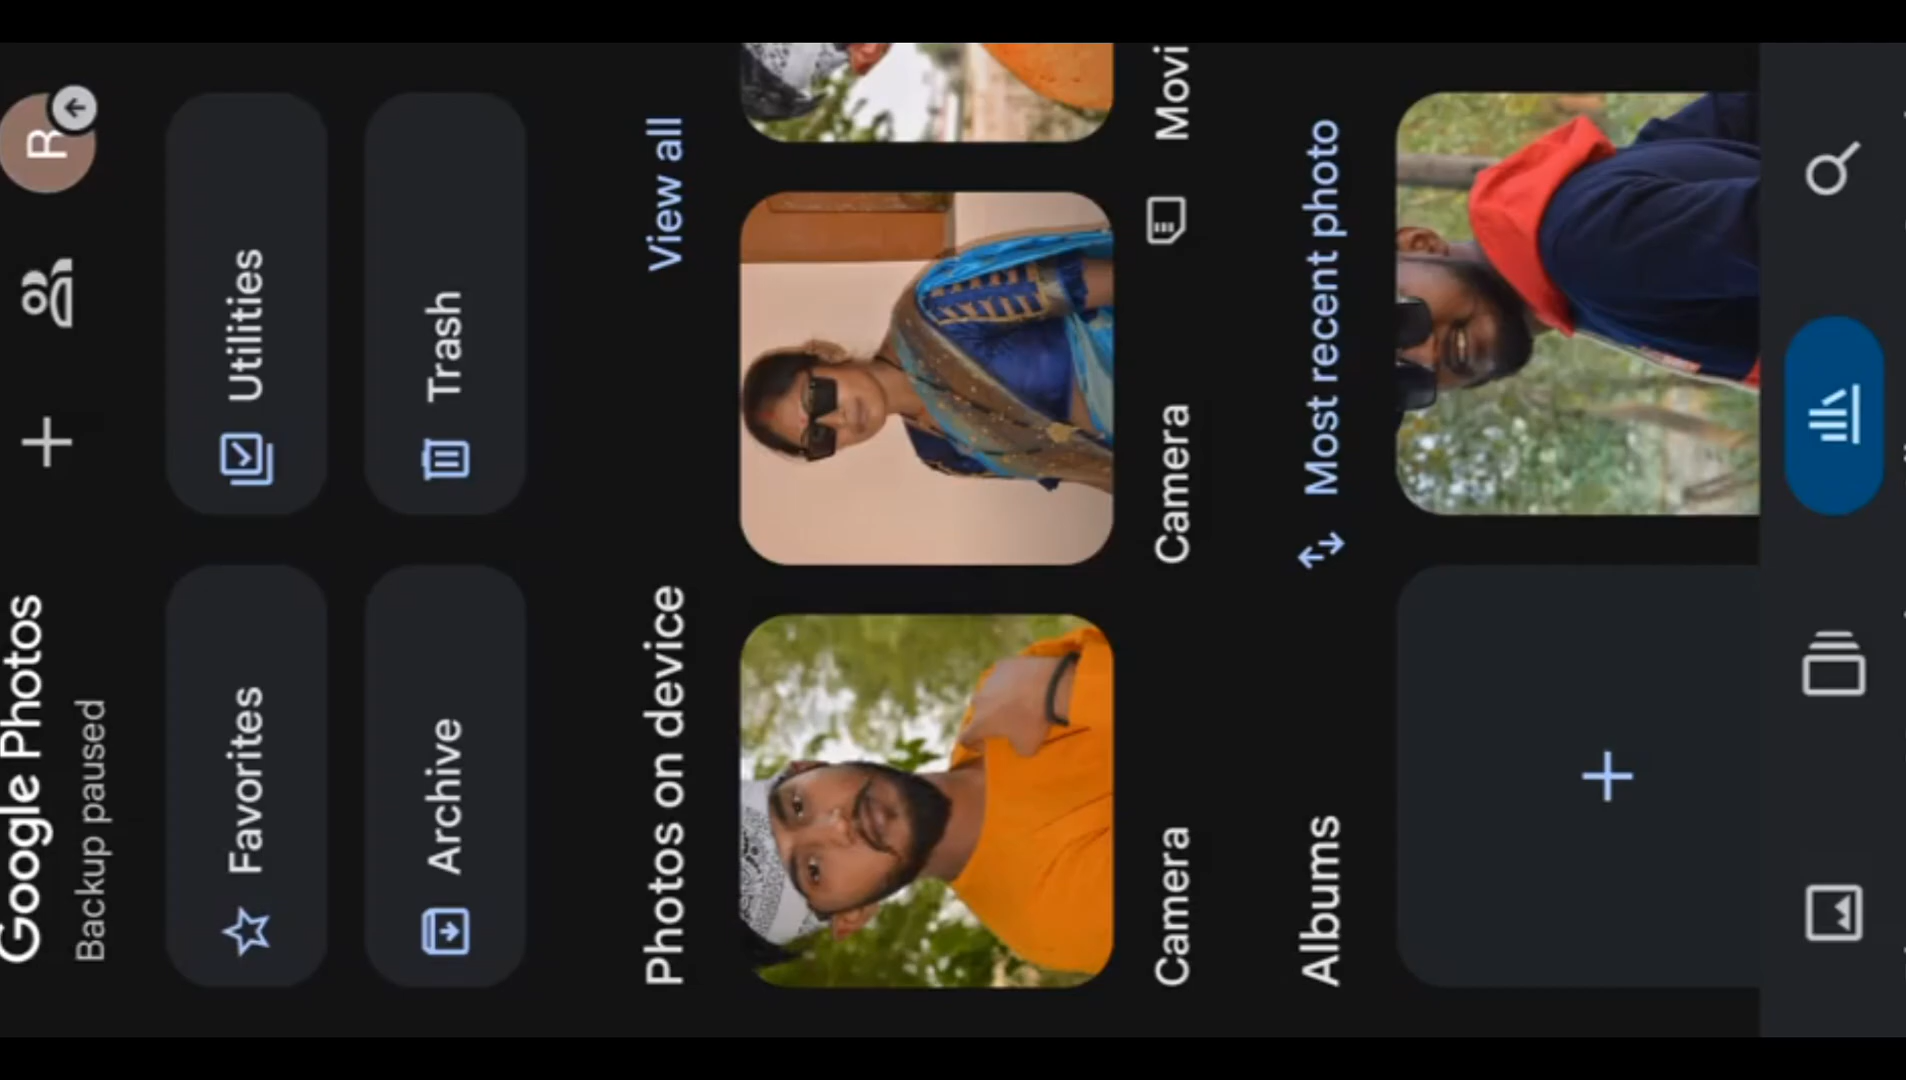 Google Photos
Backup paused
R
Favorites
Utilities
Archive
Trash
Photos on device
View all
Camera
Camera
Movi
Albums
Most recent photo